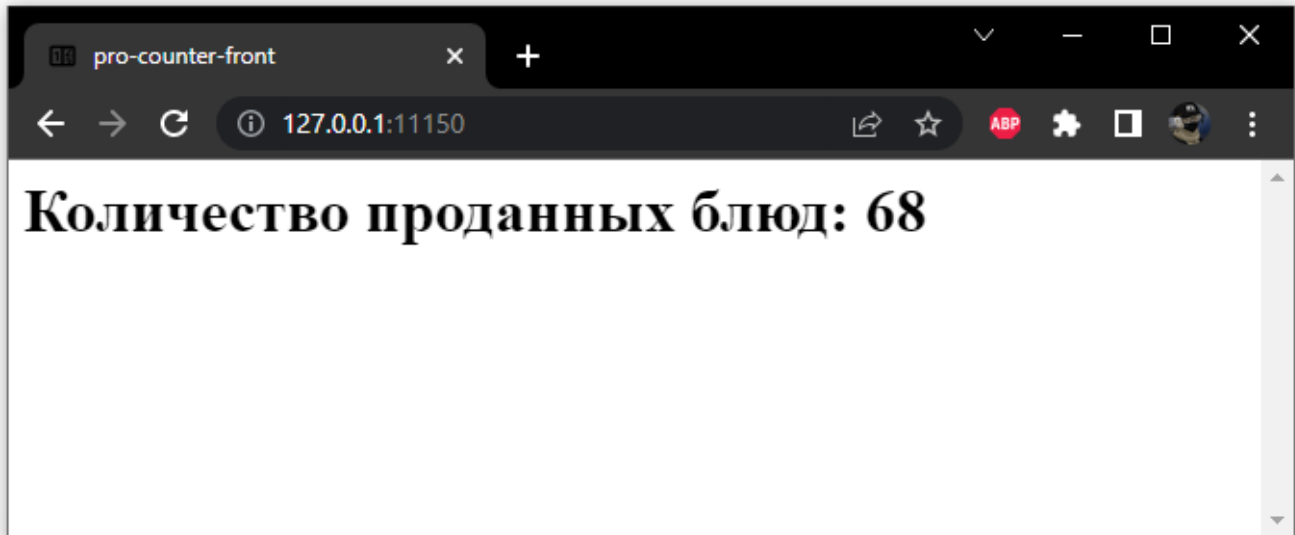 pro-counter-front
127.0.0.1:11150
ABP
Количество проданных блюд: 68